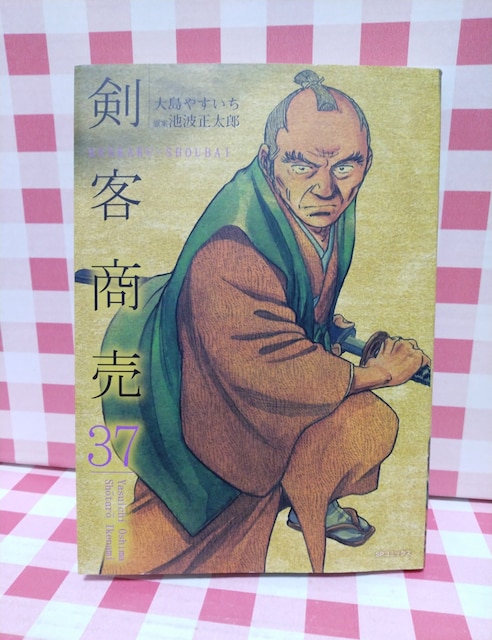 剣客商売
大島やすいち
原案 池波正太郎
KENKAKU SHOUBAI
37
Yasuichi Oshima
Shotaro Ikenami